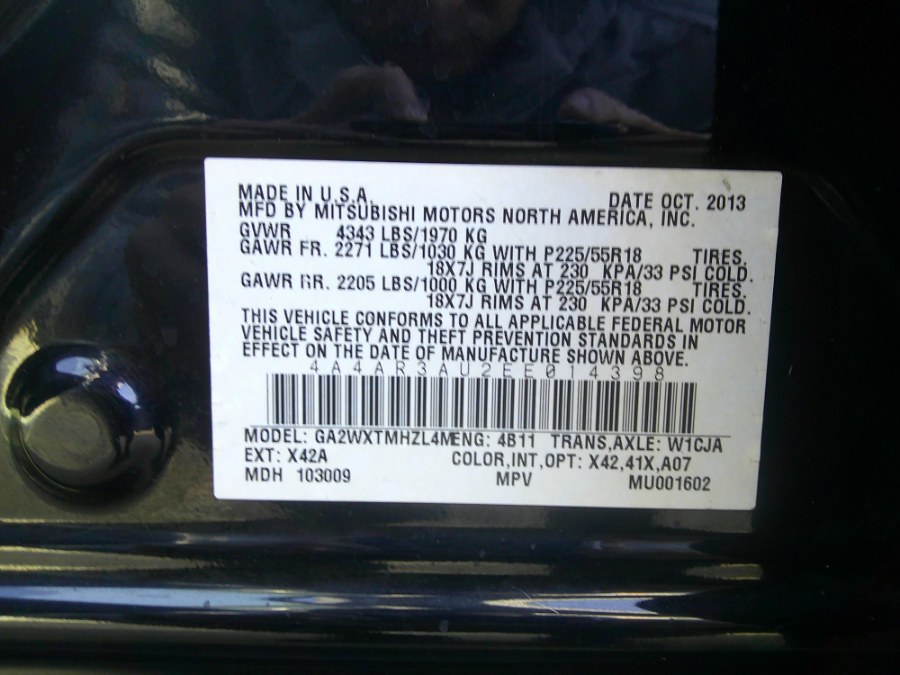 MADE IN U.S.A. DATE OCT. 2013
MFD BY MITSUBISHI MOTORS NORTH AMERICA, INC.
GVWR 4343 LBS/1970 KG
GAWR FR. 2271 LBS/1030 KG WITH P225/55R18 TIRES.
18X7J RIMS AT 230 KPA/33 PSI COLD.
GAWR RR. 2205 LBS/1000 KG WITH P225/55R18 TIRES.
18X7J RIMS AT 230 KPA/33 PSI COLD.
THIS VEHICLE CONFORMS TO ALL APPLICABLE FEDERAL MOTOR
VEHICLE SAFETY AND THEFT PREVENTION STANDARDS IN
EFFECT ON THE DATE OF MANUFACTURE SHOWN ABOVE.
4A4AR3AU2EE014398
MODEL: GA2WXTMHZL4M ENG: 4B11 TRANS,AXLE: W1CJA
EXT: X42A COLOR,INT,OPT: X42,41X,A07
MDH 103009 MPV MU001602